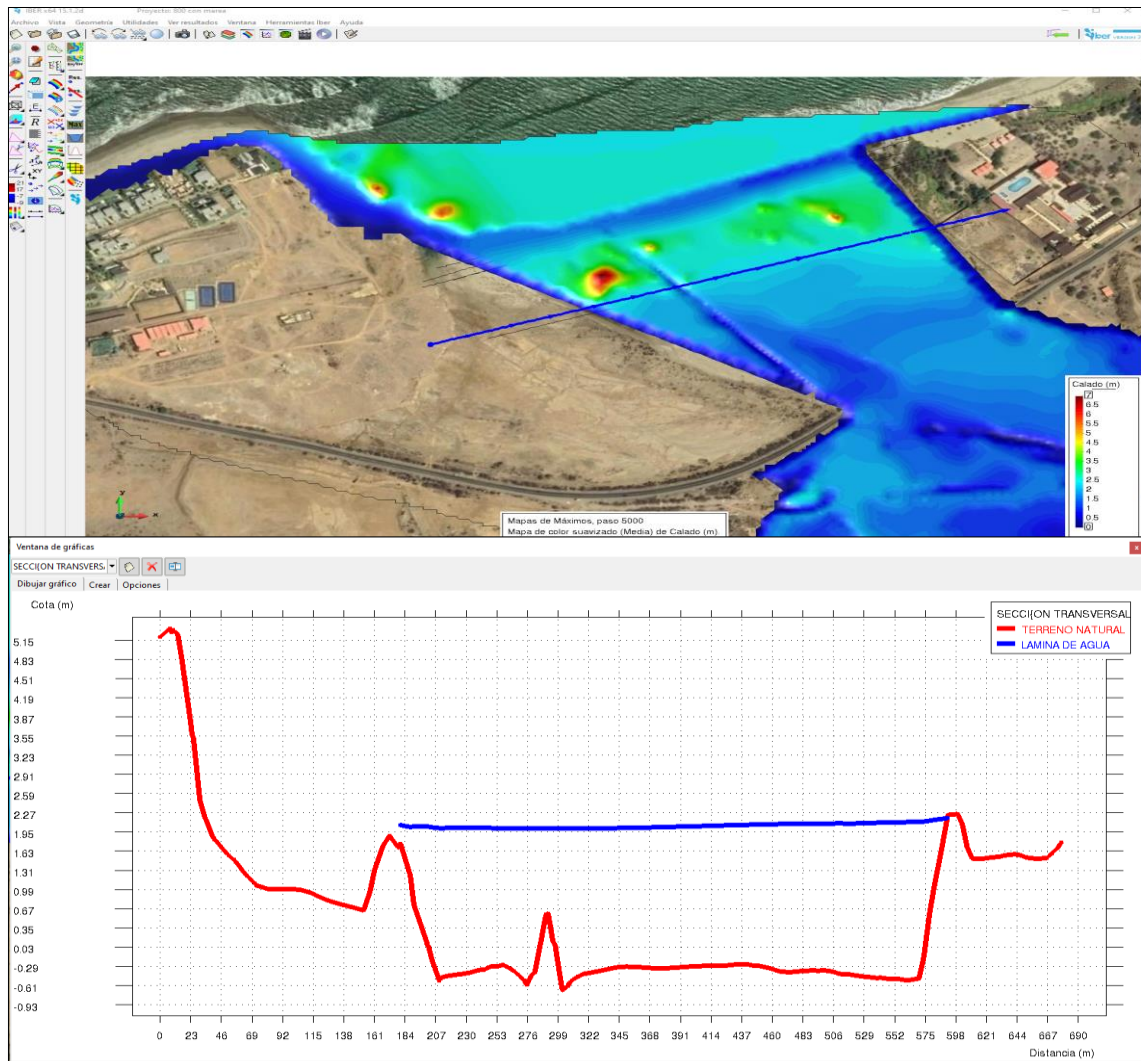 IBER v64 15.1.2d Proyecto: 800 con marea
Archivo Vista Geometría Utilidades Ver resultados Ventana Herramientas Iber Ayuda
Iber
Max
Calado (m)
7
6.5
6
5.5
5
4.5
4
3.5
3
2.5
2
1.5
1
0.5
0
y
x
Mapas de Máximos, paso 5000
Mapa de color suavizado (Media) de Calado (m)
Ventana de gráficas
SECCI{ON TRANSVERS
Dibujar gráfico Crear Opciones
Cota (m)
SECCI{ON TRANSVERSAL
TERRENO NATURAL
LAMINA DE AGUA
5.15
4.83
4.51
4.19
3.87
3.55
3.23
2.91
2.59
2.27
1.95
1.63
1.31
0.99
0.67
0.35
0.03
-0.29
-0.61
-0.93
0 23 46 69 92 115 138 161 184 207 230 253 276 299 322 345 368 391 414 437 460 483 506 529 552 575 598 621 644 667 690
Distancia (m)